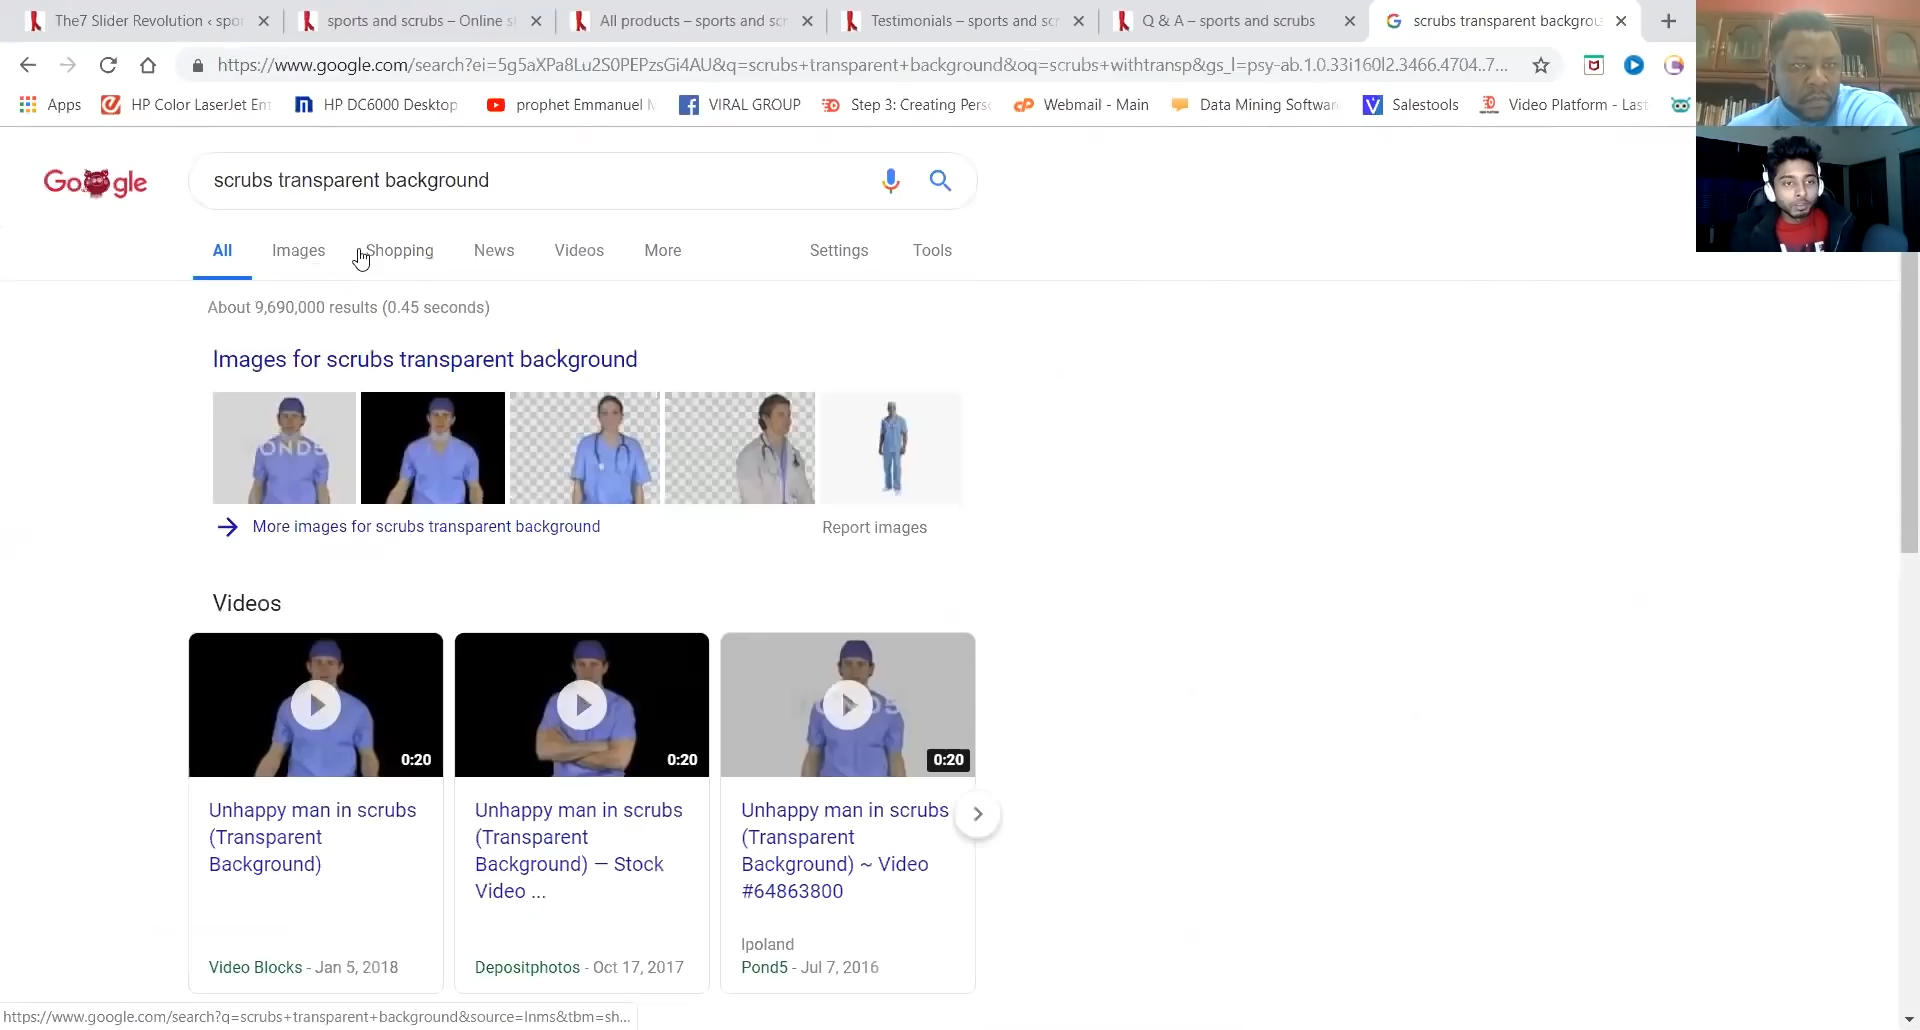 The7 Slider Revolution ‹ spo
sports and scrubs – Online s
All products – sports and scr
Testimonials – sports and scr
Q & A – sports and scrubs
scrubs transparent backgrou
https://www.google.com/search?ei=5g5aXPa8Lu2S0PEPzsGi4AU&q=scrubs+transparent+background&oq=scrubs+withtransp&gs_l=psy-ab.1.0.33i160l2.3466.4704..7...
Apps
HP Color LaserJet Ent
HP DC6000 Desktop
prophet Emmanuel M
VIRAL GROUP
Step 3: Creating Pers
Webmail - Main
Data Mining Softwar
Salestools
Video Platform - Last
Google
scrubs transparent background
All
Images
Shopping
News
Videos
More
Settings
Tools
About 9,690,000 results (0.45 seconds)
Images for scrubs transparent background
POND5
More images for scrubs transparent background
Report images
Videos
0:20
0:20
0:20
Unhappy man in scrubs
(Transparent
Background)
Video Blocks - Jan 5, 2018
Unhappy man in scrubs
(Transparent
Background) — Stock
Video ...
Depositphotos - Oct 17, 2017
Unhappy man in scrubs
(Transparent
Background) ~ Video
#64863800
lpoland
Pond5 - Jul 7, 2016
https://www.google.com/search?q=scrubs+transparent+background&source=lnms&tbm=sh...